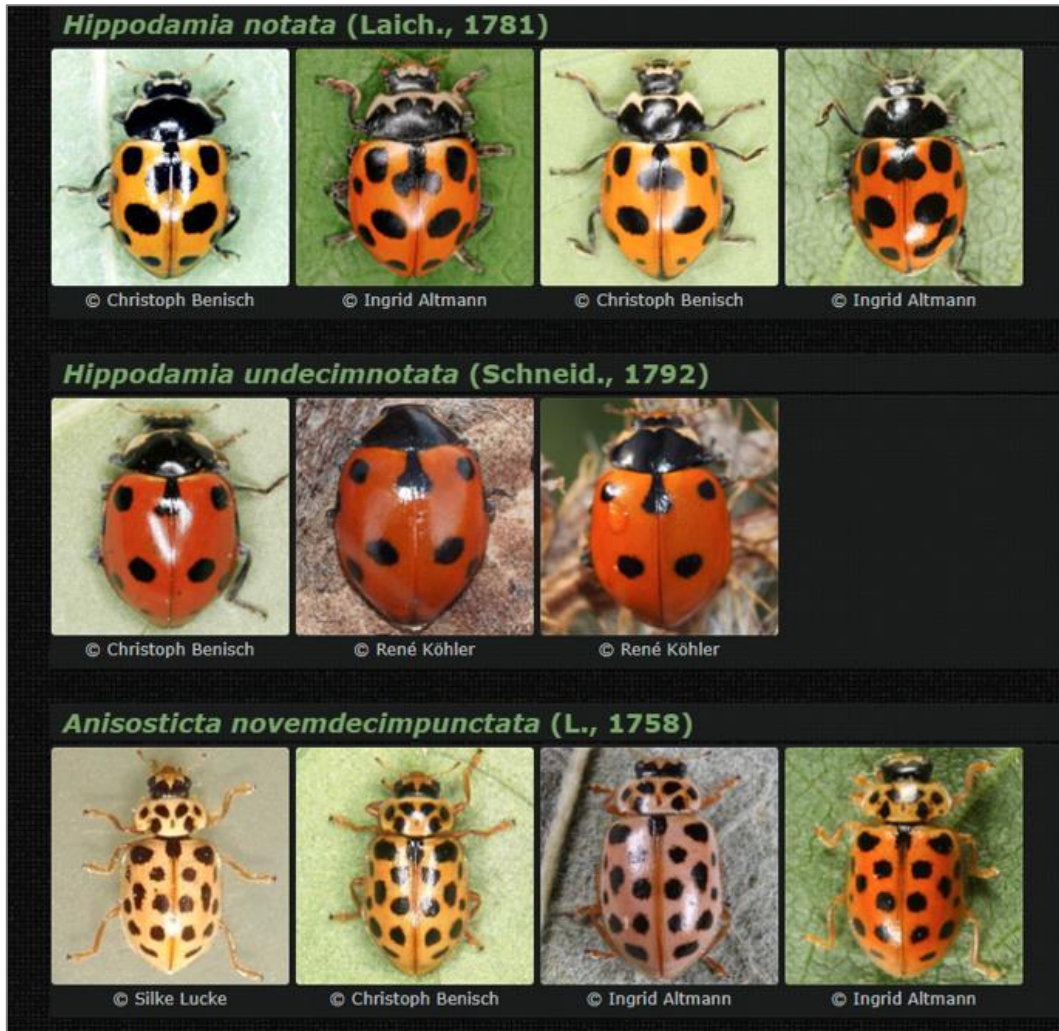 Hippodamia notata (Laich., 1781)
© Christoph Benisch
© Ingrid Altmann
© Christoph Benisch
© Ingrid Altmann
Hippodamia undecimnotata (Schneid., 1792)
© Christoph Benisch
© René Köhler
© René Köhler
Anisosticta novemdecimpunctata (L., 1758)
© Silke Lucke
© Christoph Benisch
© Ingrid Altmann
© Ingrid Altmann